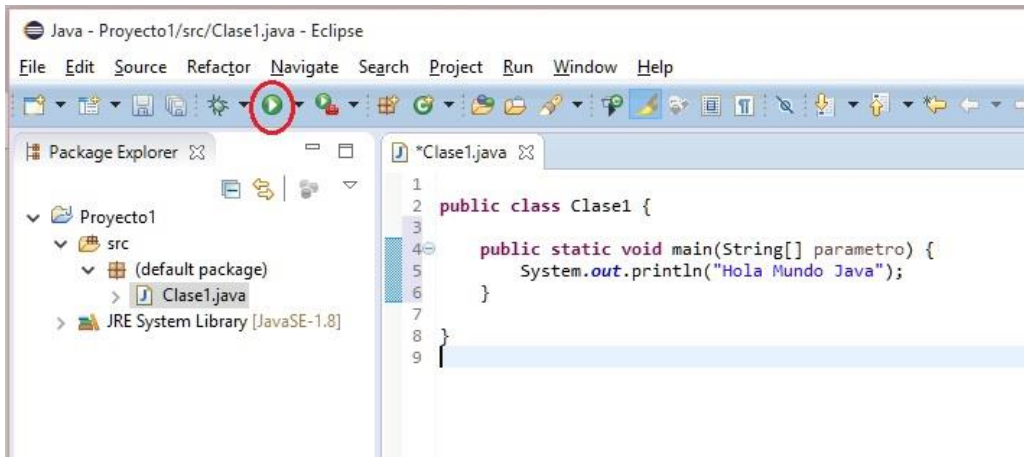 Java - Proyecto1/src/Clase1.java - Eclipse
File Edit Source Refactor Navigate Search Project Run Window Help
Package Explorer
Proyecto1
src
(default package)
Clase1.java
JRE System Library [JavaSE-1.8]
*Clase1.java
1
2 public class Clase1 {
3
4 public static void main(String[] parametro) {
5 System.out.println("Hola Mundo Java");
6 }
7
8 }
9